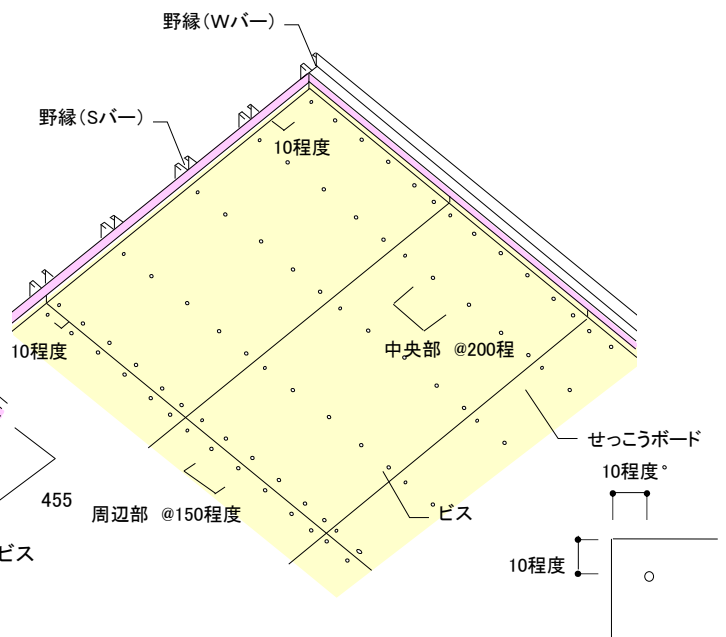 野縁(Wバー)
野縁(Sバー)
10程度
10程度
中央部 @200程
せっこうボード
10程度°
455
周辺部 @150程度
ビス
ビス
10程度